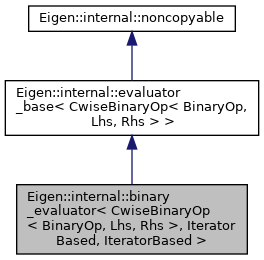 Eigen::internal::noncopyable
Eigen::internal::evaluator
_base< CwiseBinaryOp< BinaryOp,
Lhs, Rhs > >
Eigen::internal::binary
_evaluator< CwiseBinaryOp
< BinaryOp, Lhs, Rhs >, Iterator
Based, IteratorBased >